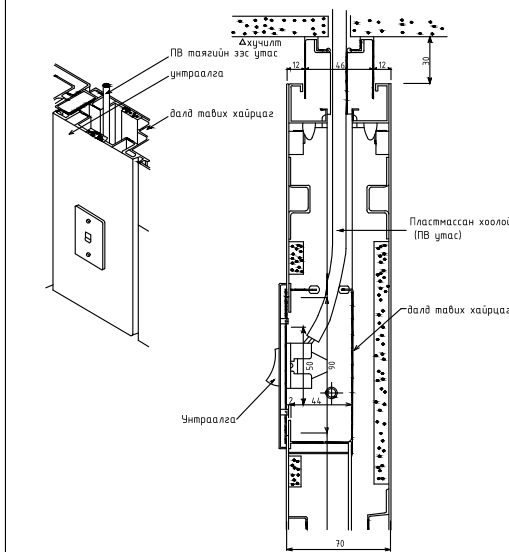 Δхучилт
ПВ таягийн зэс утас
унтраалга
далд тавих хайрцаг
12
46
12
30
Пластмассан хоолой
(ПВ утас)
далд тавих хайрцаг
50
90
2
44
Унтраалга
70